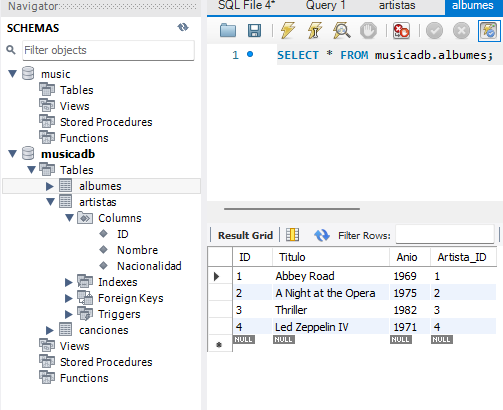 Navigator
SCHEMAS
Filter objects
music
Tables
Views
Stored Procedures
Functions
musicadb
Tables
albumes
artistas
Columns
ID
Nombre
Nacionalidad
Indexes
Foreign Keys
Triggers
canciones
Views
Stored Procedures
Functions
SQL File 4* Query 1 artistas albumes
1 SELECT * FROM musicadb.albumes;
Result Grid Filter Rows:
ID Titulo Anio Artista_ID
1 Abbey Road 1969 1
2 A Night at the Opera 1975 2
3 Thriller 1982 3
4 Led Zeppelin IV 1971 4
NULL NULL NULL NULL